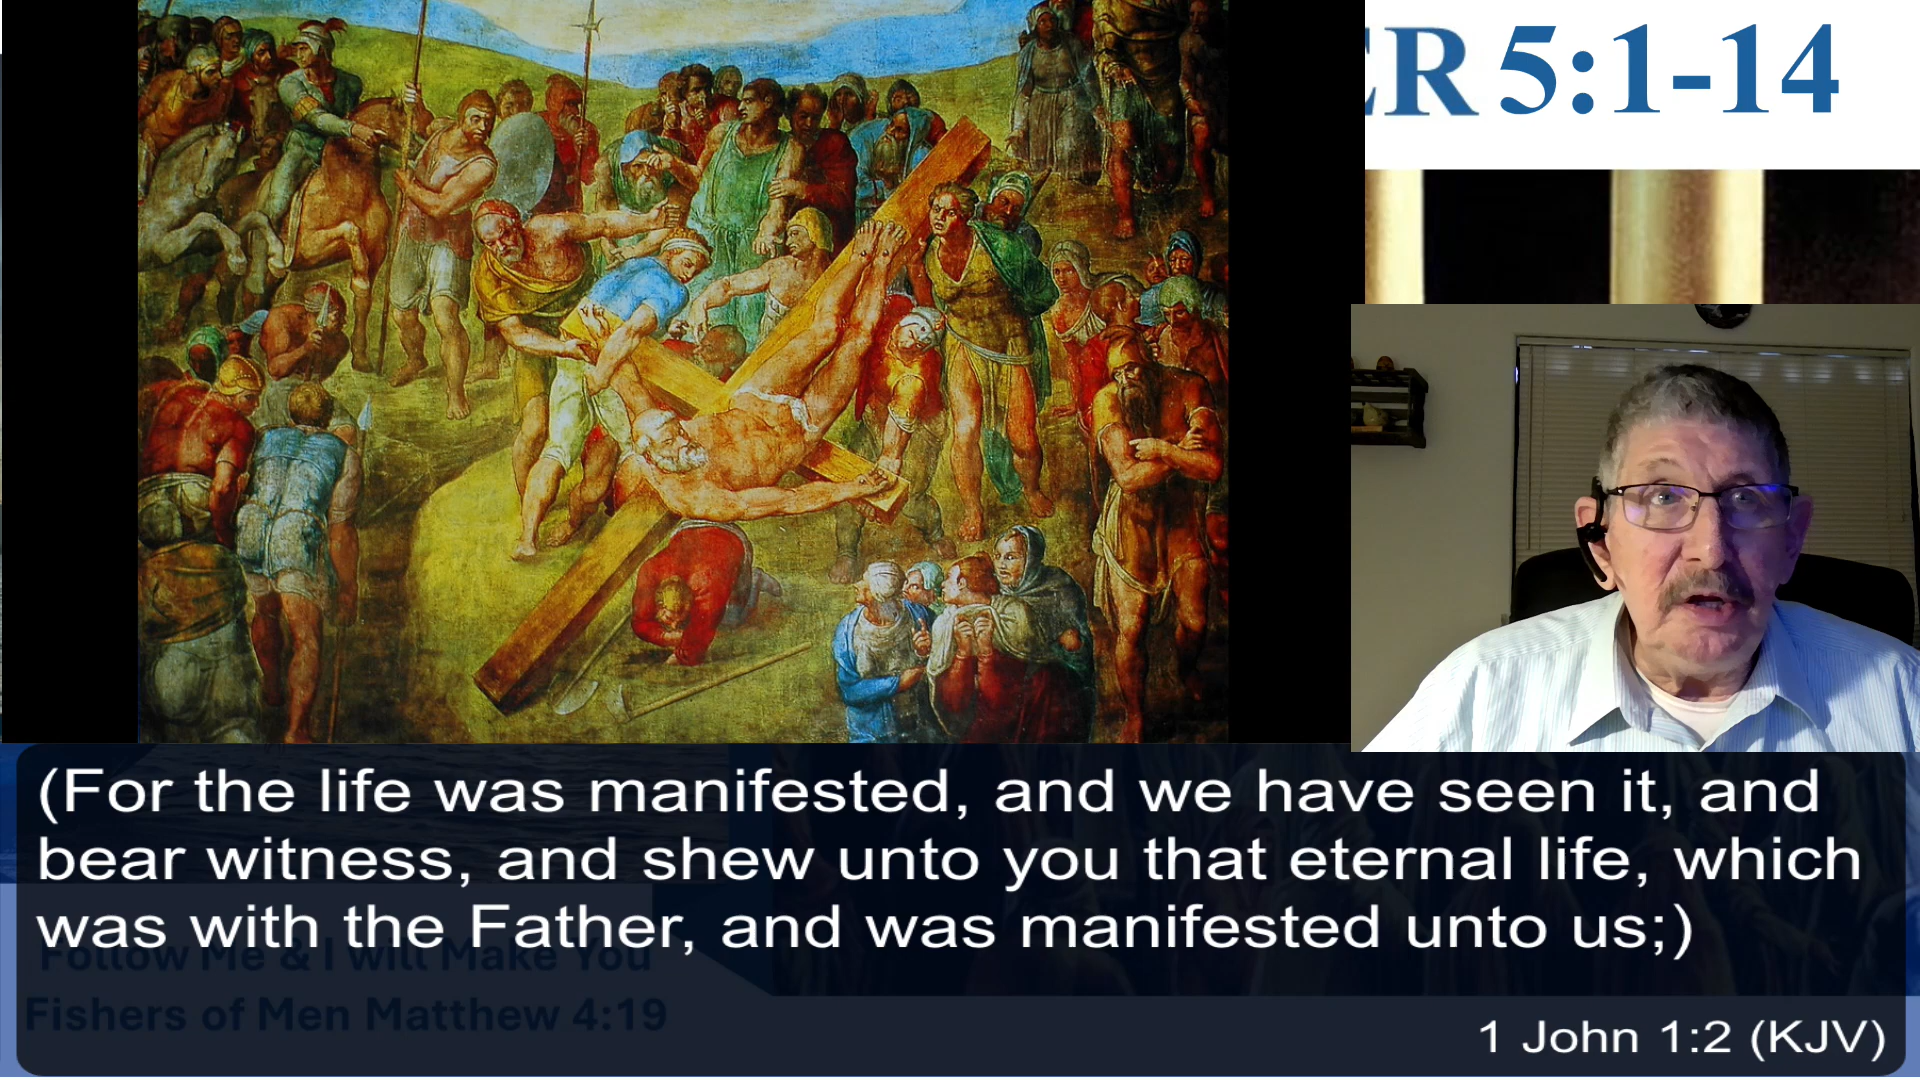 ER 5:1-14
(For the life was manifested, and we have seen it, and
bear witness, and shew unto you that eternal life, which
was with the Father, and was manifested unto us;)
Follow Me & I will Make You
Fishers of Men Matthew 4:19
1 John 1:2 (KJV)